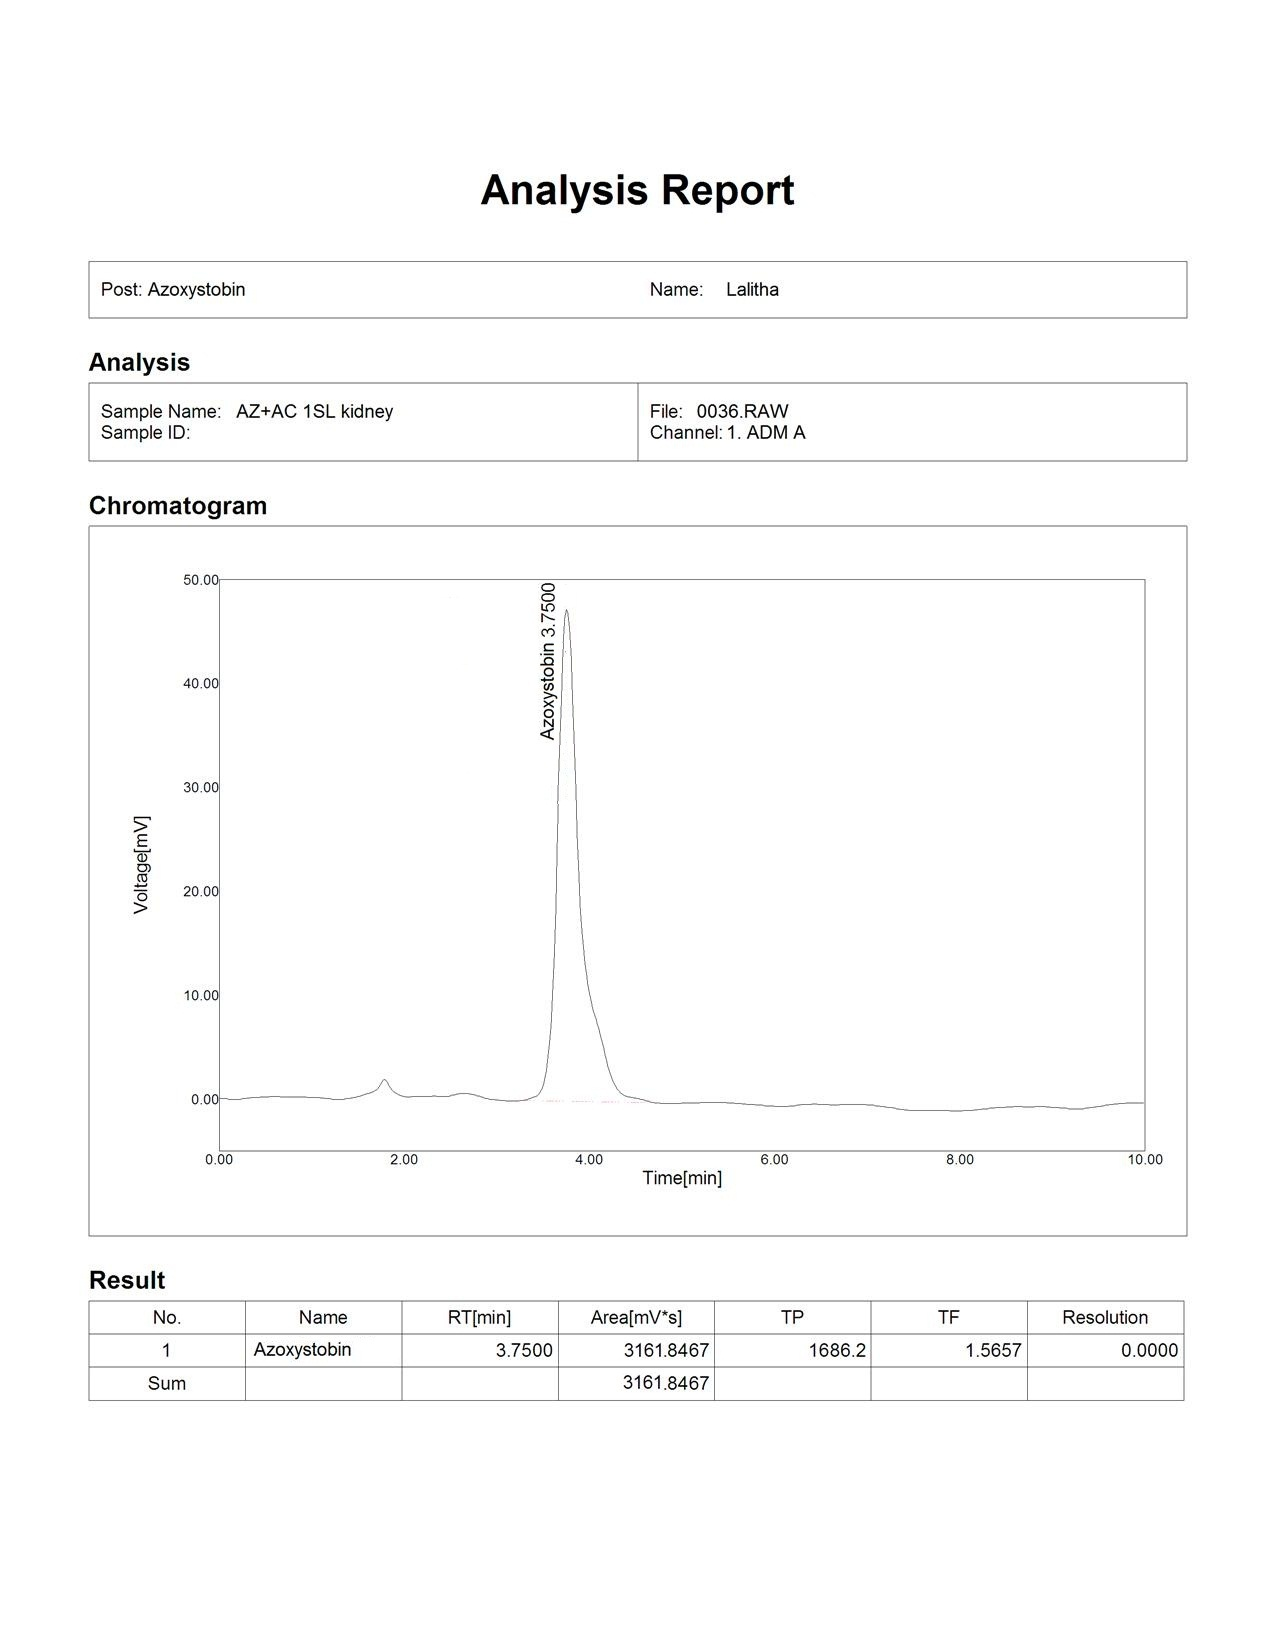 Analysis Report
Post: Azoxystobin Name: Lalitha
Analysis
Sample Name: AZ+AC 1SL kidney File: 0036.RAW
Sample ID: Channel: 1. ADM A
Chromatogram
Azoxystobin 3.7500
50.00
40.00
30.00
20.00
10.00
0.00
Voltage[mV]
0.00 2.00 4.00 6.00 8.00 10.00
Time[min]
Result
No. Name RT[min] Area[mV*s] TP TF Resolution
1 Azoxystobin 3.7500 3161.8467 1686.2 1.5657 0.0000
Sum 3161.8467